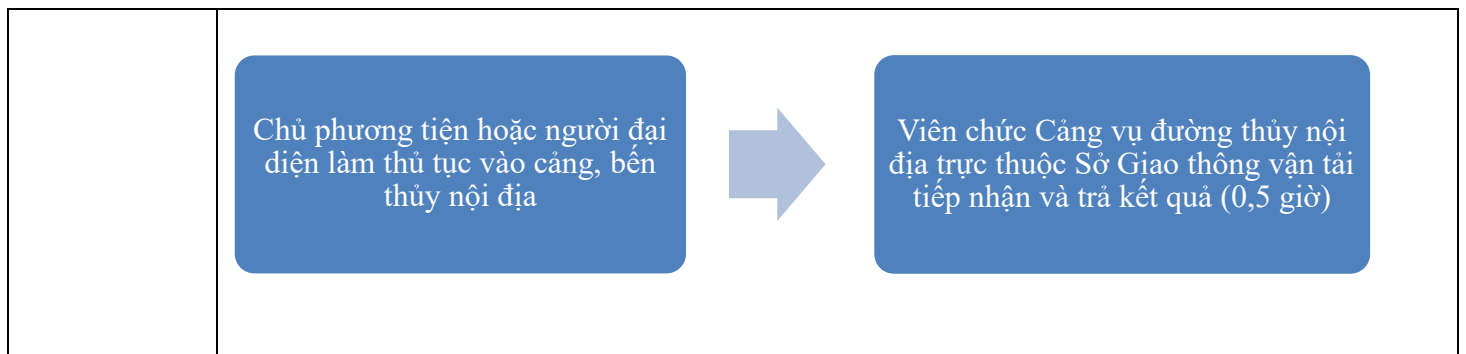 Chủ phương tiện hoặc người đại
diện làm thủ tục vào cảng, bến
thủy nội địa
Viên chức Cảng vụ đường thủy nội
địa trực thuộc Sở Giao thông vận tải
tiếp nhận và trả kết quả (0,5 giờ)